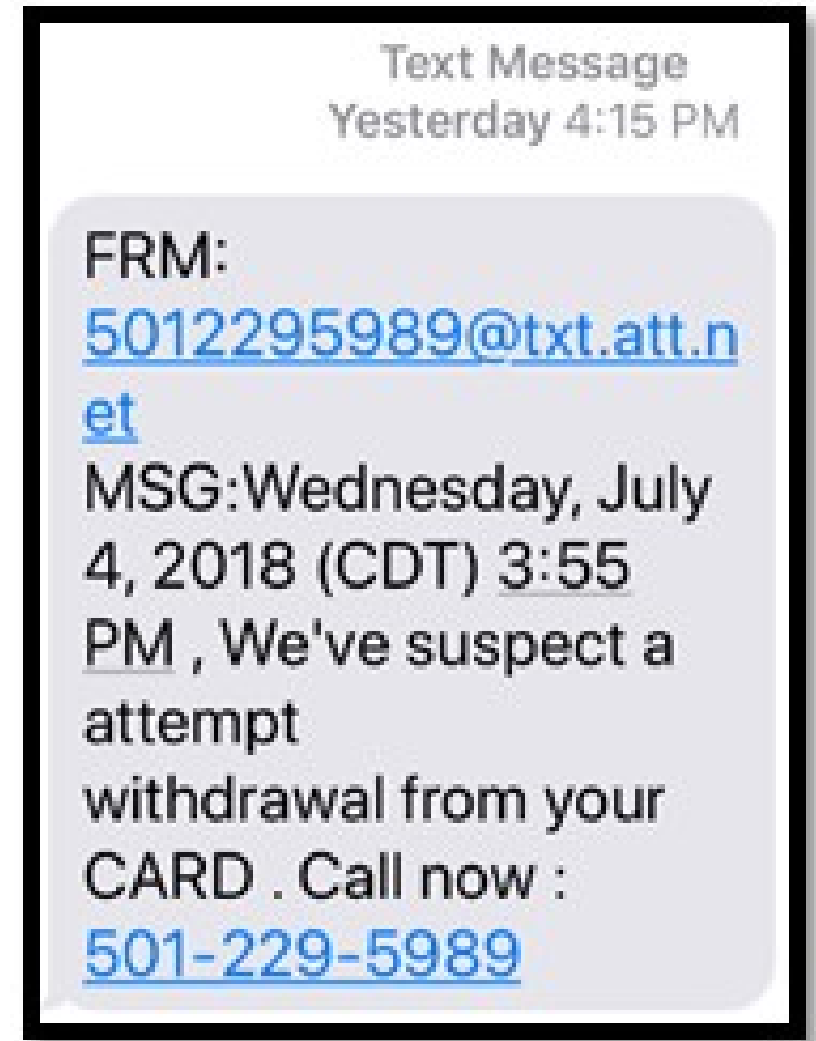 Text Message
Yesterday 4:15 PM
FRM:
5012295989@txt.att.n
et
MSG:Wednesday, July
4, 2018 (CDT) 3:55
PM , We've suspect a
attempt
withdrawal from your
CARD . Call now :
501-229-5989